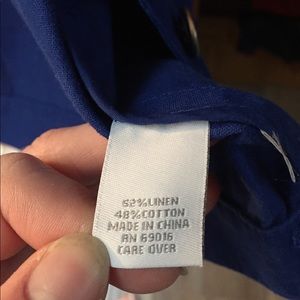 52%LINEN
48%COTTON
MADE IN CHINA
RN 69016
CARE OVER